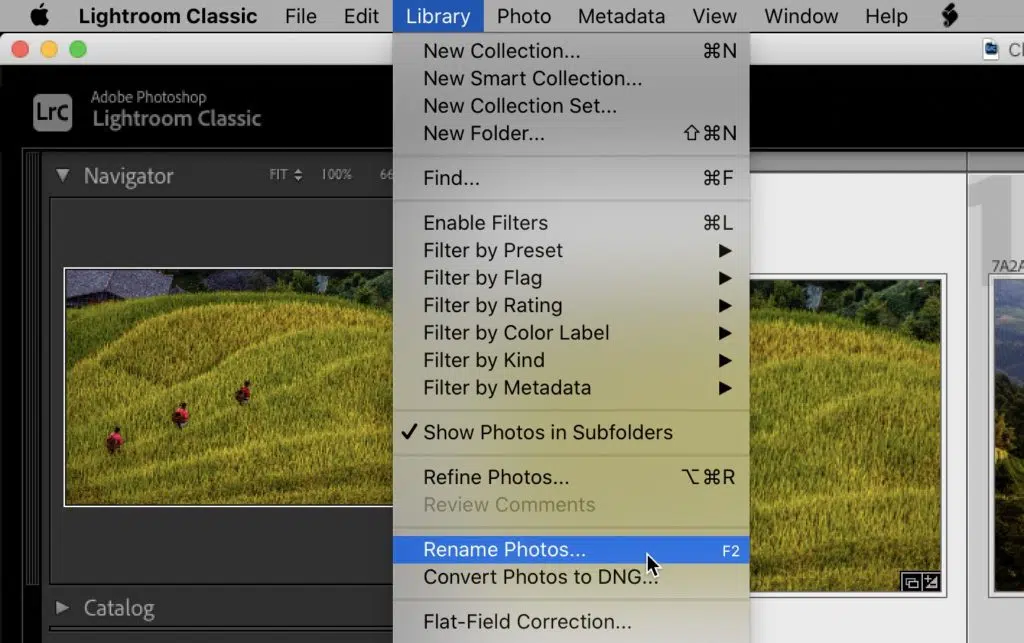 Lightroom Classic File Edit Library Photo Metadata View Window Help
New Collection... ⌘N
New Smart Collection...
New Collection Set...
New Folder... ⇧⌘N
Find... ⌘F
Enable Filters ⌘L
Filter by Preset ▶
Filter by Flag ▶
Filter by Rating ▶
Filter by Color Label ▶
Filter by Kind ▶
Filter by Metadata ▶
✓ Show Photos in Subfolders
Refine Photos... ⌥⌘R
Review Comments
Rename Photos... F2
Convert Photos to DNG...
Flat-Field Correction...
LrC
Adobe Photoshop
Lightroom Classic
Navigator FIT 100%
Catalog
1